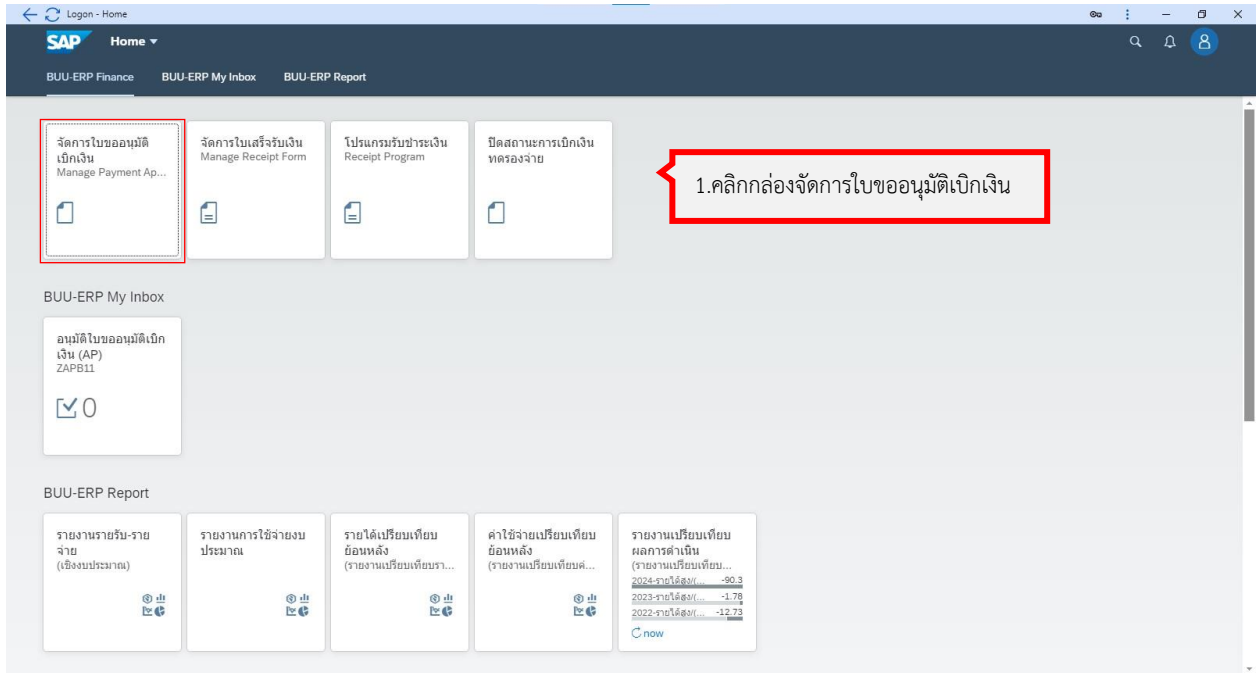 Logon - Home
SAP Home
BUU-ERP Finance BUU-ERP My Inbox BUU-ERP Report
จัดการใบขออนุมัติ
เบิกเงิน
Manage Payment Ap...
จัดการใบเสร็จรับเงิน
Manage Receipt Form
โปรแกรมรับชำระเงิน
Receipt Program
ปิดสถานะการเบิกเงิน
ทดรองจ่าย
1.คลิกกล่องจัดการใบขออนุมัติเบิกเงิน
BUU-ERP My Inbox
อนุมัติใบขออนุมัติเบิก
เงิน (AP)
ZAPB11
0
BUU-ERP Report
รายงานรายรับ-ราย
จ่าย
(เชิงงบประมาณ)
รายงานการใช้จ่ายงบ
ประมาณ
รายได้เปรียบเทียบ
ย้อนหลัง
(รายงานเปรียบเทียบรา...
ค่าใช้จ่ายเปรียบเทียบ
ย้อนหลัง
(รายงานเปรียบเทียบค่...
รายงานเปรียบเทียบ
ผลการดำเนิน
(รายงานเปรียบเทียบ...
2024-รายได้สูง/(... -90.3
2023-รายได้สูง/(... -1.78
2022-รายได้สูง/(... -12.73
now